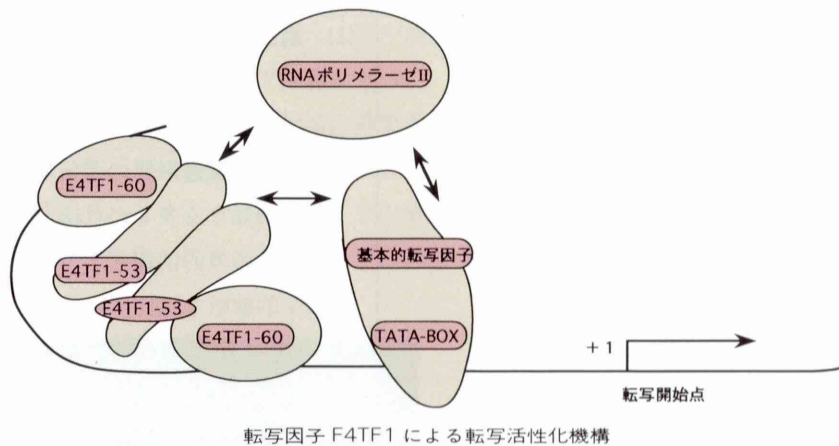 RNAポリメラーゼII
E4TF1-60
E4TF1-53
E4TF1-53
E4TF1-60
基本的転写因子
TATA-BOX
+1
転写開始点
転写因子 F4TF1 による転写活性化機構